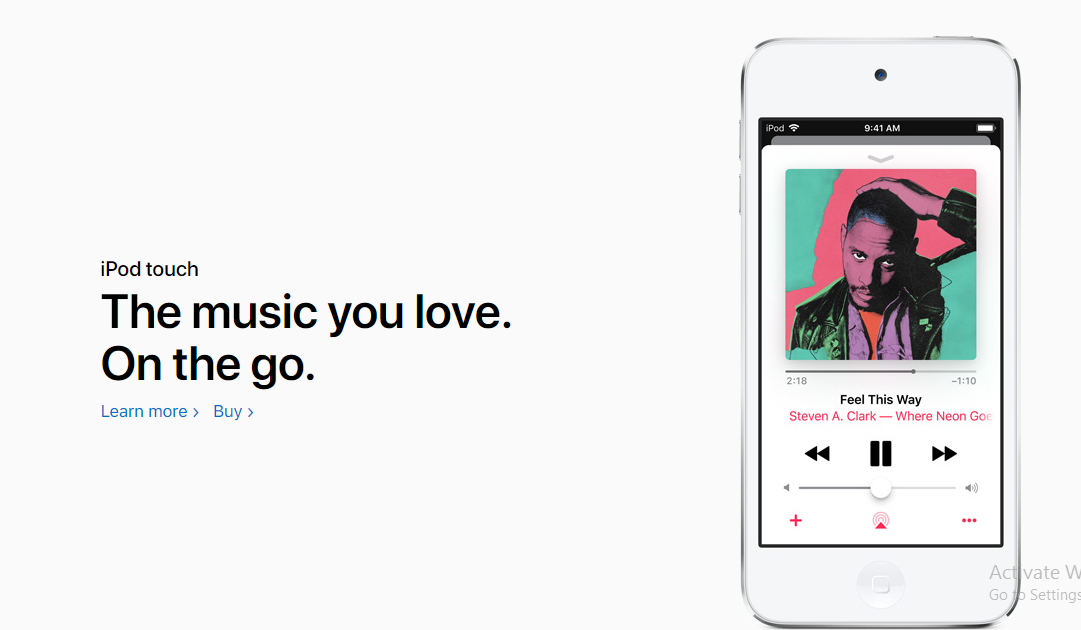 iPod touch
The music you love.
On the go.
Learn more › Buy ›
iPod 9:41 AM
2:18 −1:10
Feel This Way
Steven A. Clark — Where Neon Goe
Activate W
Go to Settings